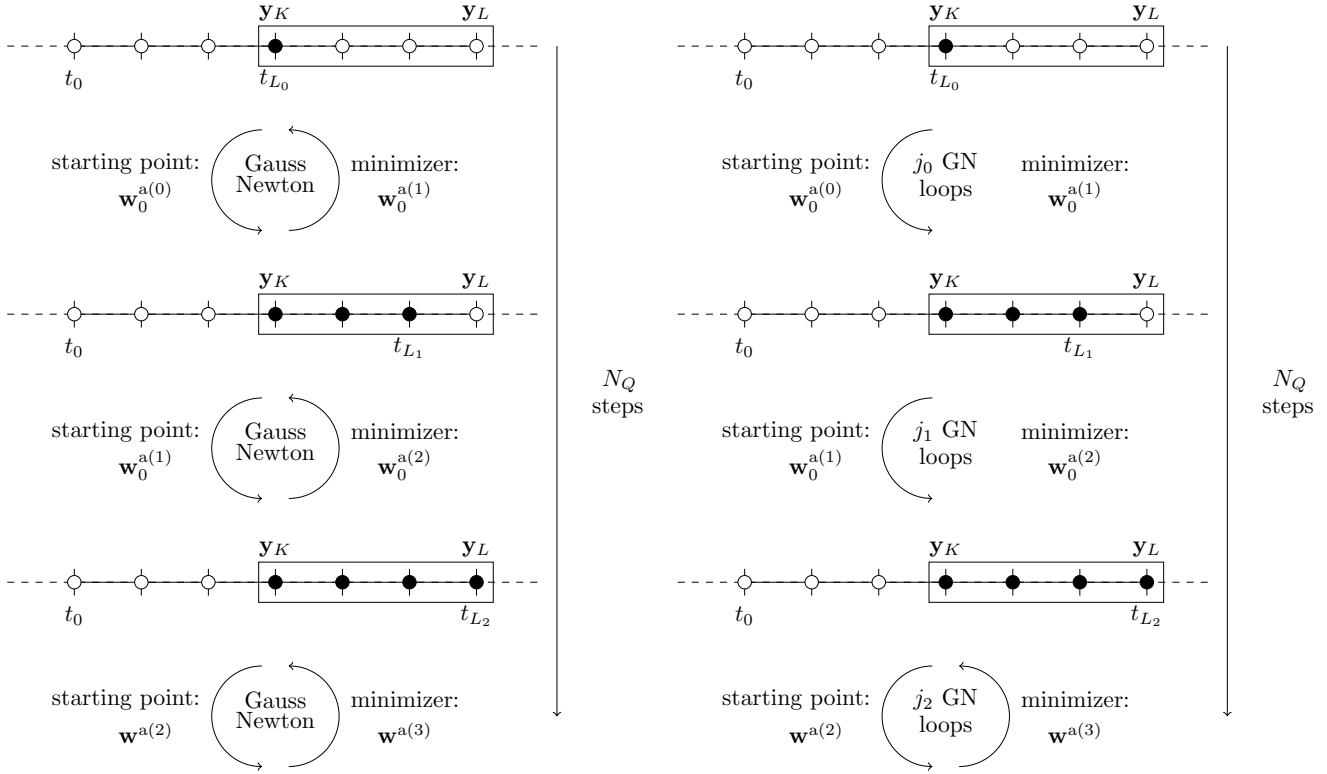 y_K y_L y_K y_L
t_0 t_{L_0} t_0 t_{L_0}
starting point: Gauss minimizer: starting point: j_0 GN minimizer:
w_0^{a(0)} Newton w_0^{a(1)} w_0^{a(0)} loops w_0^{a(1)}
y_K y_L y_K y_L
t_0 t_{L_1} t_0 t_{L_1}
N_Q N_Q
steps steps
starting point: Gauss minimizer: starting point: j_1 GN minimizer:
w_0^{a(1)} Newton w_0^{a(2)} w_0^{a(1)} loops w_0^{a(2)}
y_K y_L y_K y_L
t_0 t_{L_2} t_0 t_{L_2}
starting point: Gauss minimizer: starting point: j_2 GN minimizer:
w^{a(2)} Newton w^{a(3)} w^{a(2)} loops w^{a(3)}